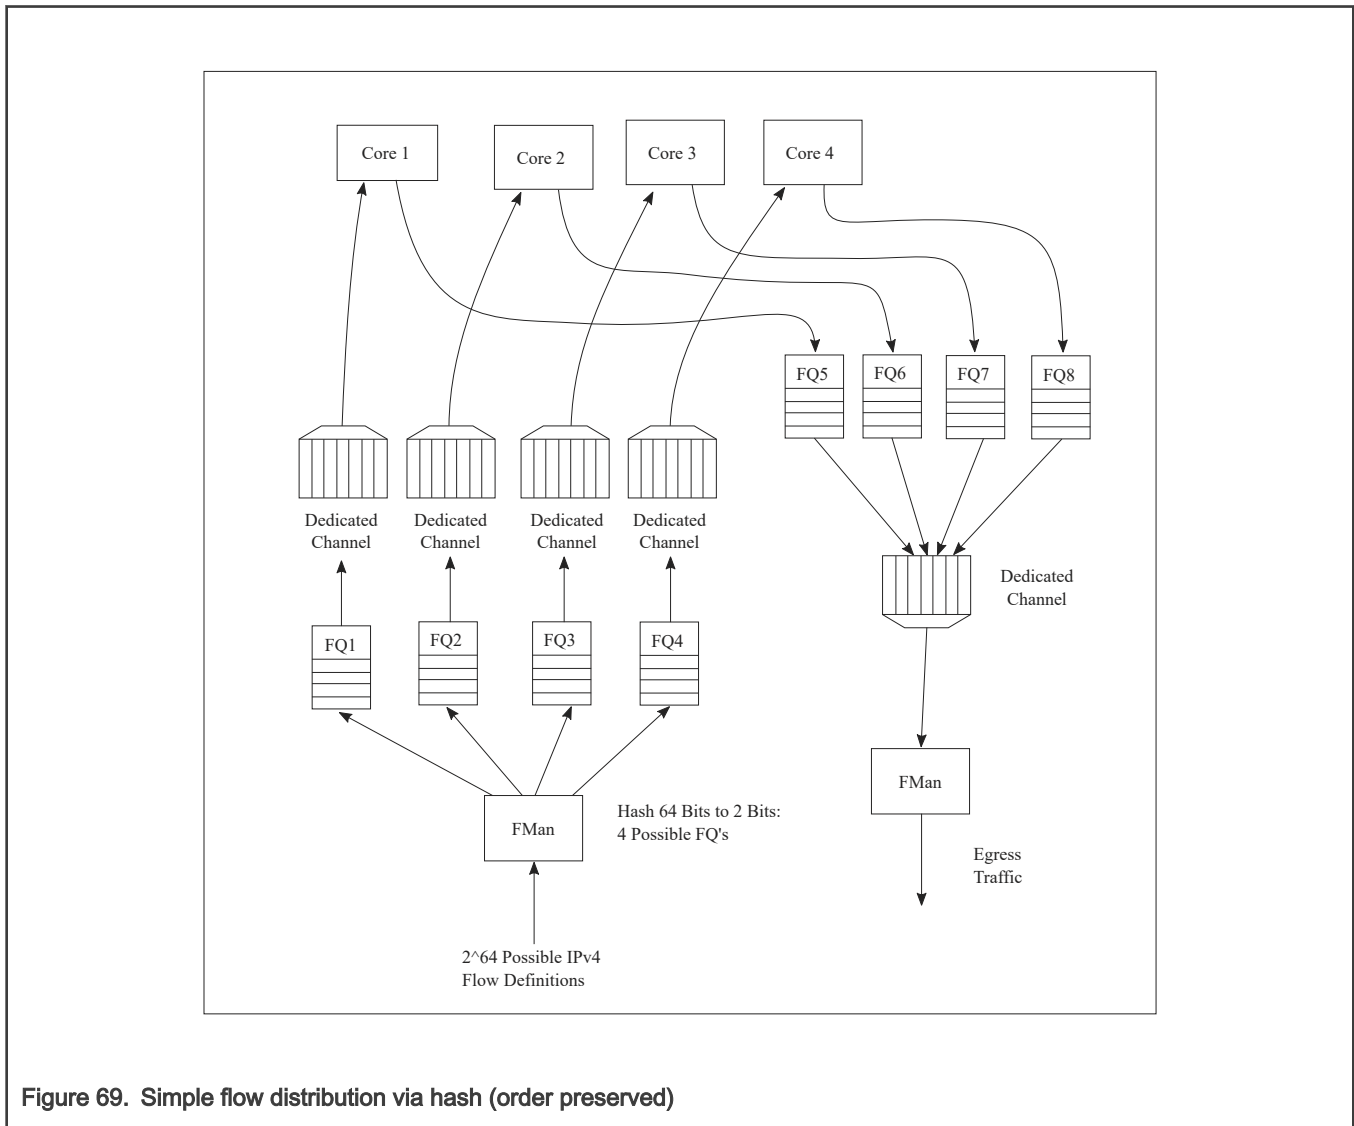 Core 1
Core 2
Core 3
Core 4
FQ5
FQ6
FQ7
FQ8
Dedicated
Channel
Dedicated
Channel
Dedicated
Channel
Dedicated
Channel
Dedicated
Channel
FQ1
FQ2
FQ3
FQ4
FMan
Hash 64 Bits to 2 Bits:
4 Possible FQ's
FMan
Egress
Traffic
2^64 Possible IPv4
Flow Definitions
Figure 69. Simple flow distribution via hash (order preserved)